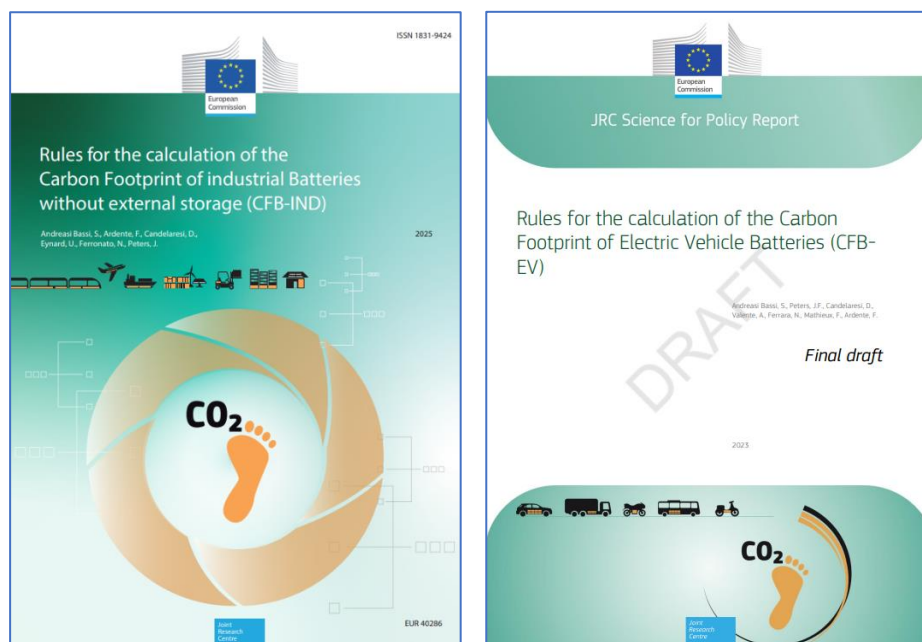 ISSN 1831-9424
European
Commission
Rules for the calculation of the
Carbon Footprint of industrial Batteries
without external storage (CFB-IND)
Andreasi Bassi, S., Ardente, F., Candelaresi, D.,
Eynard, U., Ferronato, N., Peters, J.
2025
CO₂
Joint
Research
Centre
EUR 40286
European
Commission
JRC Science for Policy Report
Rules for the calculation of the Carbon
Footprint of Electric Vehicle Batteries (CFB-
EV)
Andreasi Bassi, S., Peters, J.F., Candelaresi, D.,
Valente, A., Ferrara, N., Mathieux, F., Ardente, F.
DRAFT
Final draft
2023
CO₂
Joint
Research
Centre